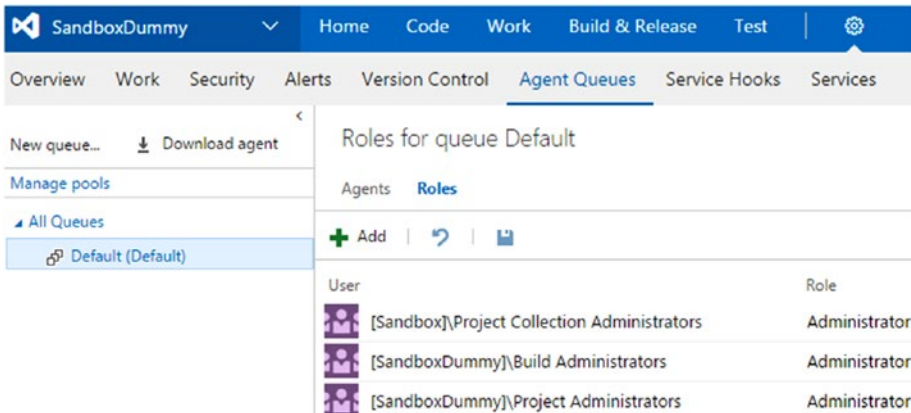 SandboxDummy Home Code Work Build & Release Test
Overview Work Security Alerts Version Control Agent Queues Service Hooks Services
New queue... Download agent
Manage pools
All Queues
Default (Default)
Roles for queue Default
Agents Roles
Add
User Role
[Sandbox]\Project Collection Administrators Administrator
[SandboxDummy]\Build Administrators Administrator
[SandboxDummy]\Project Administrators Administrator